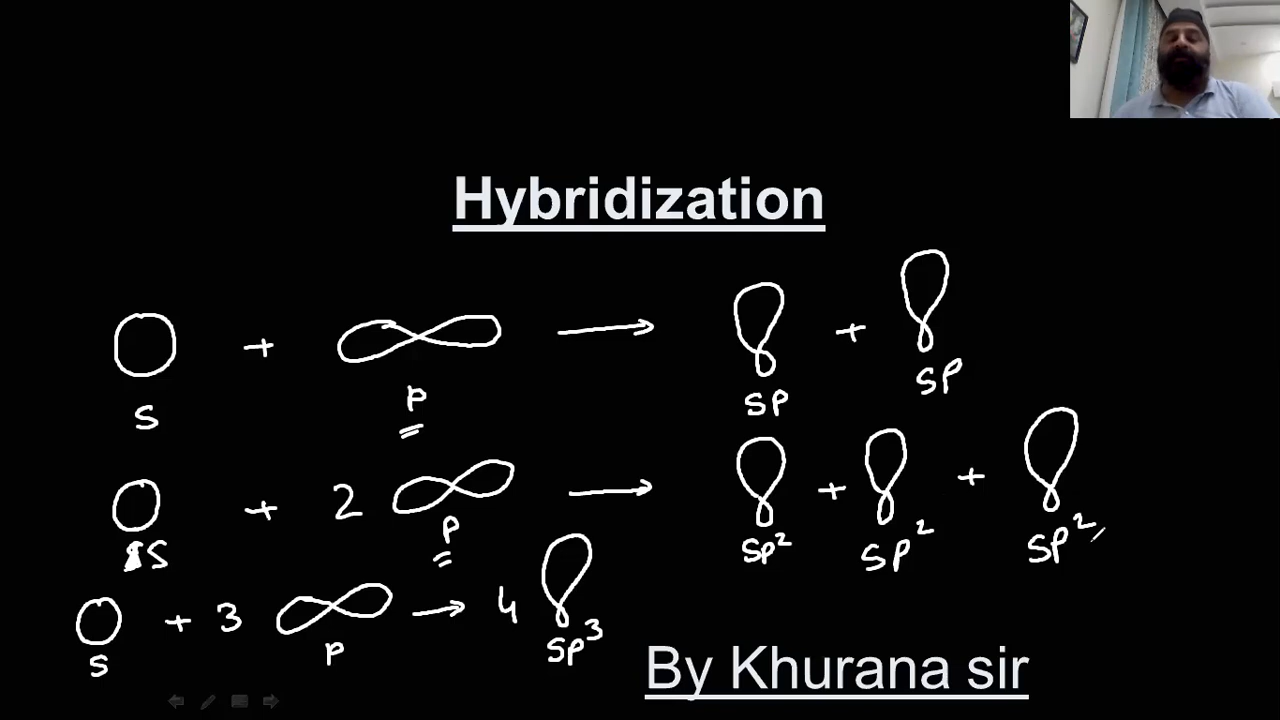 Hybridization
+ → +
S P SP SP
+ 2 → + +
S P SP² SP² SP²
+ 3 → 4
S P SP³
By Khurana sir